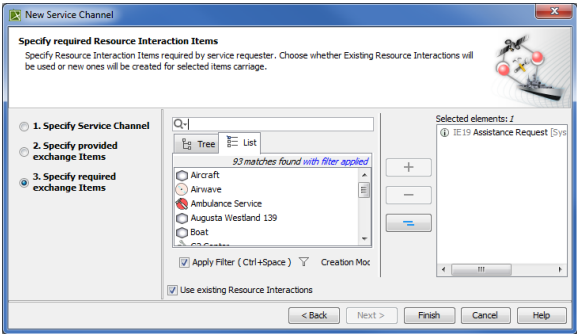 New Service Channel
Specify required Resource Interaction Items
Specify Resource Interaction Items required by service requester. Choose whether Existing Resource Interactions will
be used or new ones will be created for selected items carriage.
1. Specify Service Channel
2. Specify provided
exchange Items
3. Specify required
exchange Items
Tree
List
93 matches found with filter applied
Aircraft
Airwave
Ambulance Service
Augusta Westland 139
Boat
Apply Filter ( Ctrl+Space )
Creation Moc
Use existing Resource Interactions
Selected elements: 1
IE19 Assistance Request [Sys
< Back
Next >
Finish
Cancel
Help